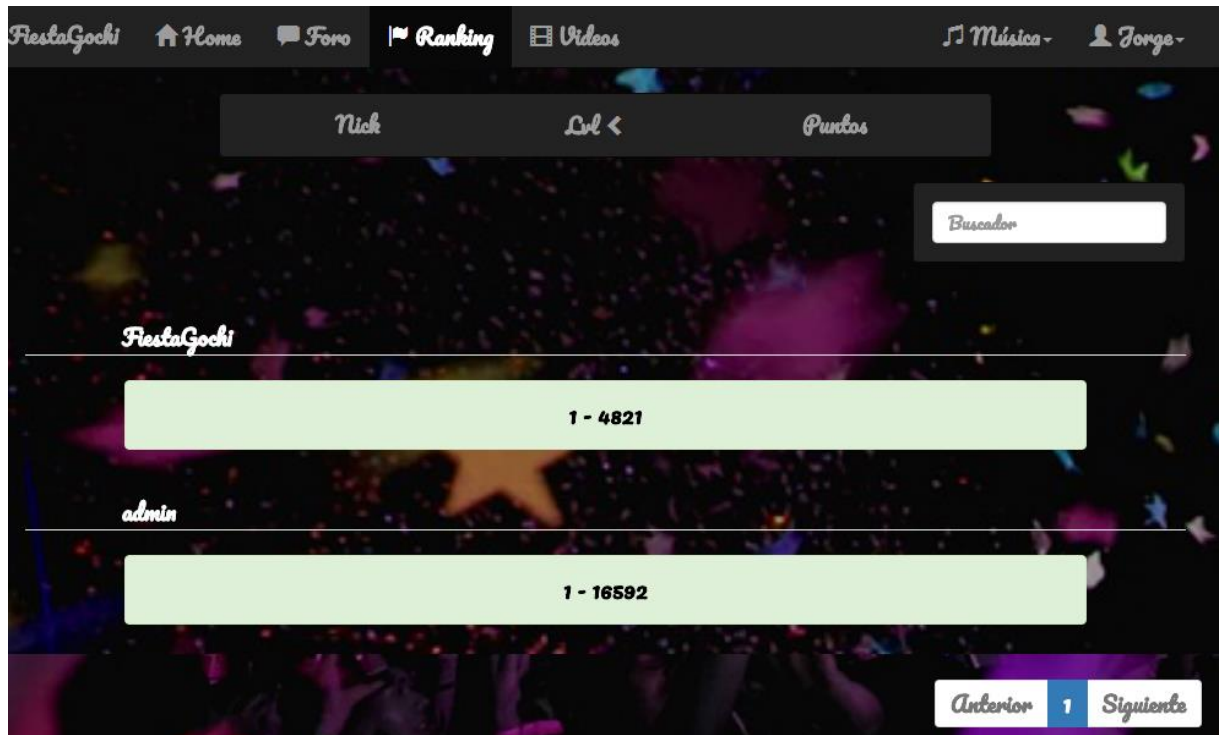 FiestaGochi Home Foro Ranking Videos Música Jorge
Nick Lvl < Puntos
Buscador
FiestaGochi
1 - 4821
admin
1 - 16592
Anterior 1 Siguiente